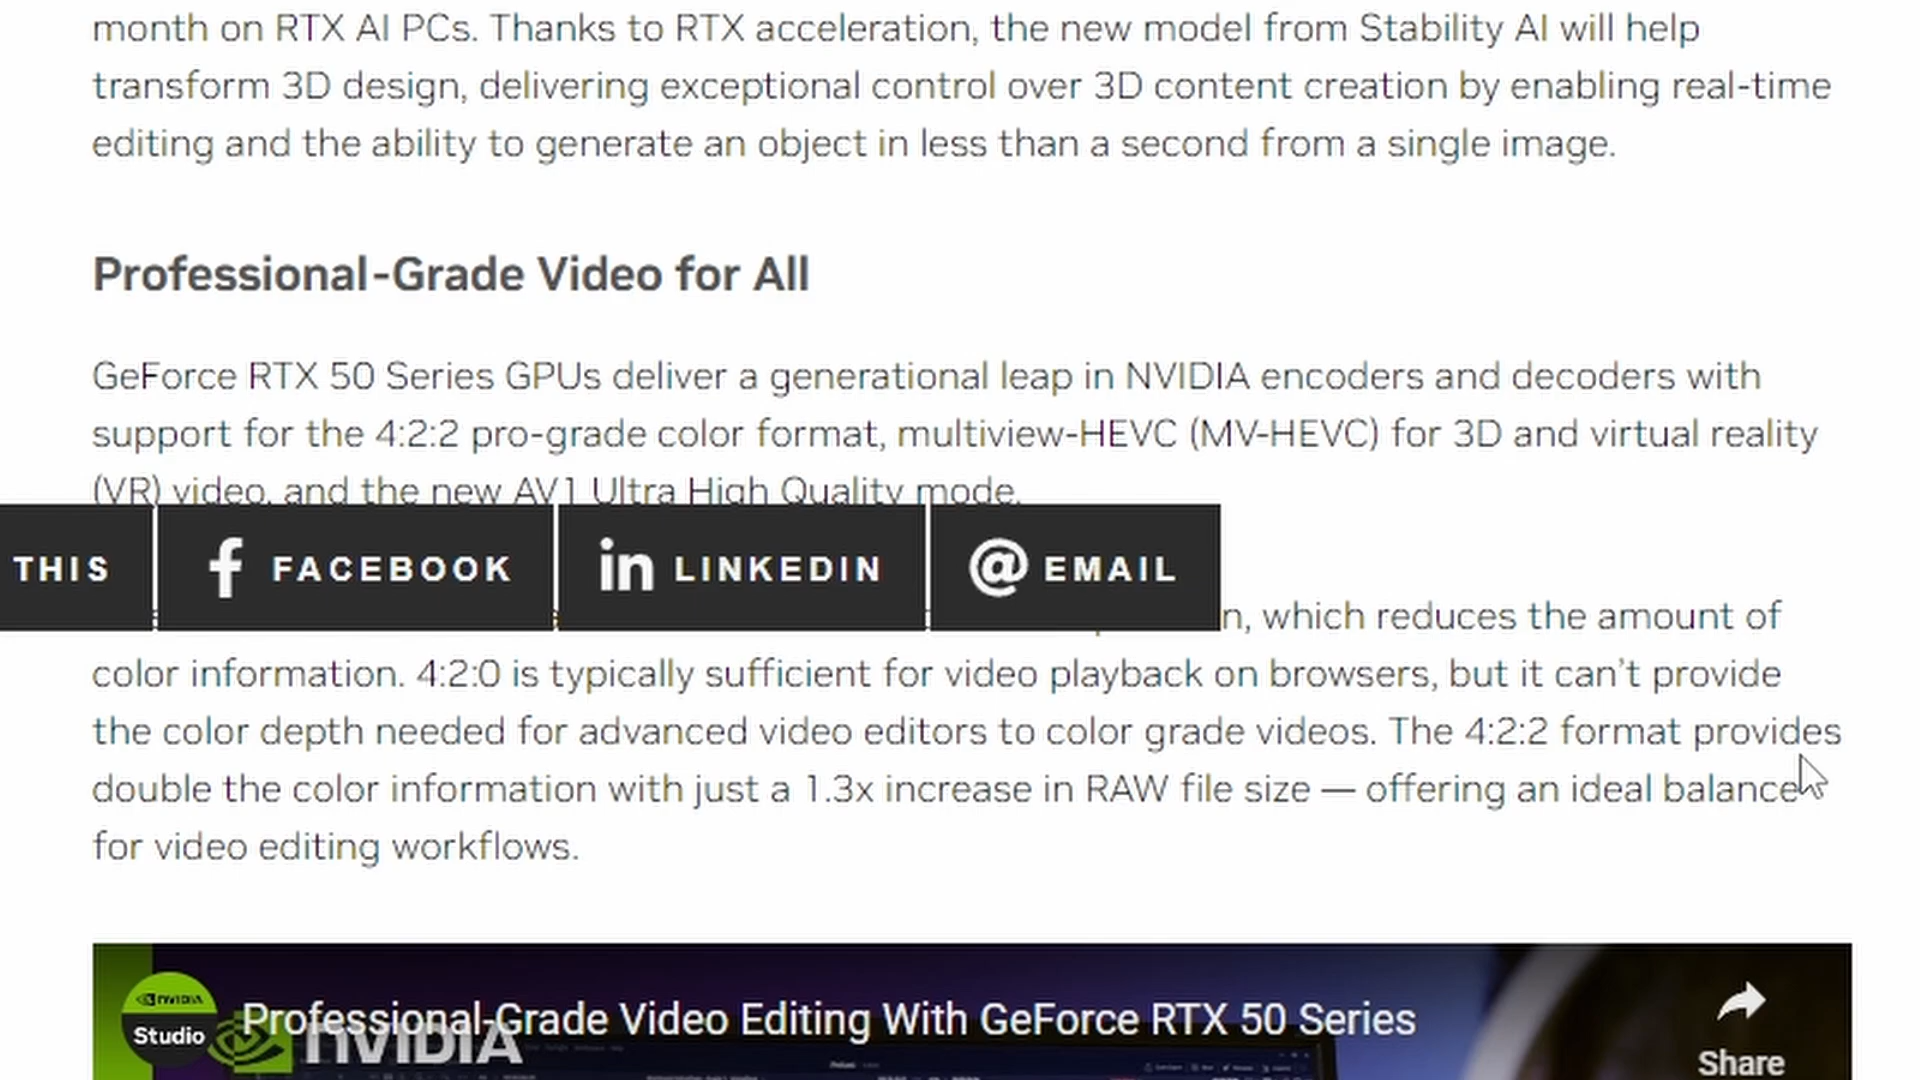 month on RTX AI PCs. Thanks to RTX acceleration, the new model from Stability AI will help
transform 3D design, delivering exceptional control over 3D content creation by enabling real-time
editing and the ability to generate an object in less than a second from a single image.
Professional-Grade Video for All
GeForce RTX 50 Series GPUs deliver a generational leap in NVIDIA encoders and decoders with
support for the 4:2:2 pro-grade color format, multiview-HEVC (MV-HEVC) for 3D and virtual reality
(VR) video, and the new AV1 Ultra High Quality mode.
THIS
FACEBOOK
LINKEDIN
EMAIL
n, which reduces the amount of
color information. 4:2:0 is typically sufficient for video playback on browsers, but it can't provide
the color depth needed for advanced video editors to color grade videos. The 4:2:2 format provides
double the color information with just a 1.3x increase in RAW file size — offering an ideal balance
for video editing workflows.
NVIDIA
Studio
Professional-Grade Video Editing With GeForce RTX 50 Series
NVIDIA
Share